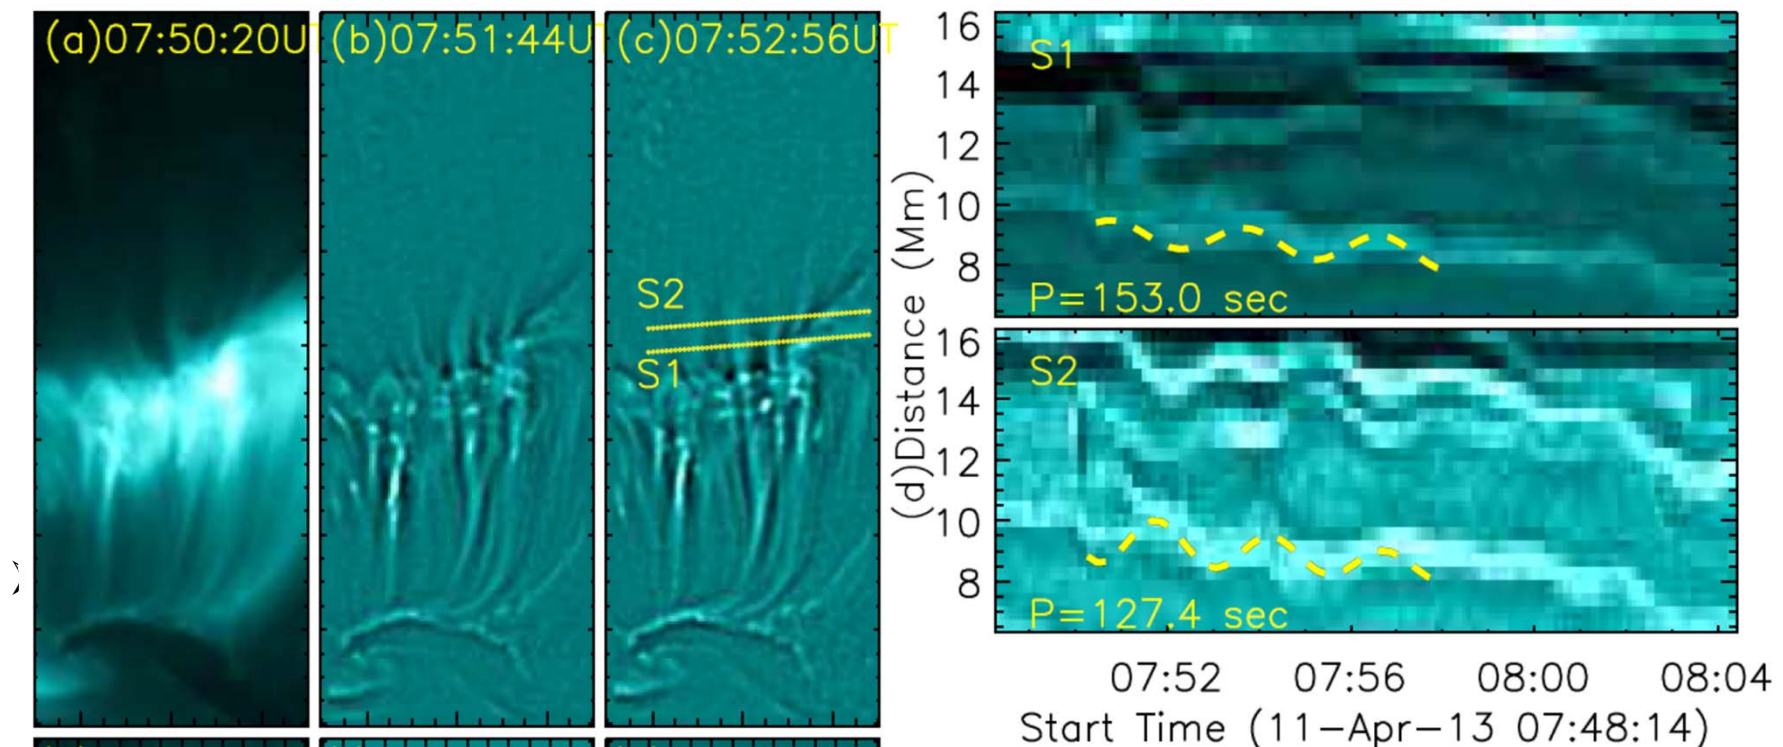 (a)07:50:20UT
(b)07:51:44U
(c)07:52:56UT
S2
S1
(d)Distance (Mm)
16
14
12
10
8
S1
P=153.0 sec
16
14
12
10
8
S2
P=127.4 sec
07:52 07:56 08:00 08:04
Start Time (11-Apr-13 07:48:14)